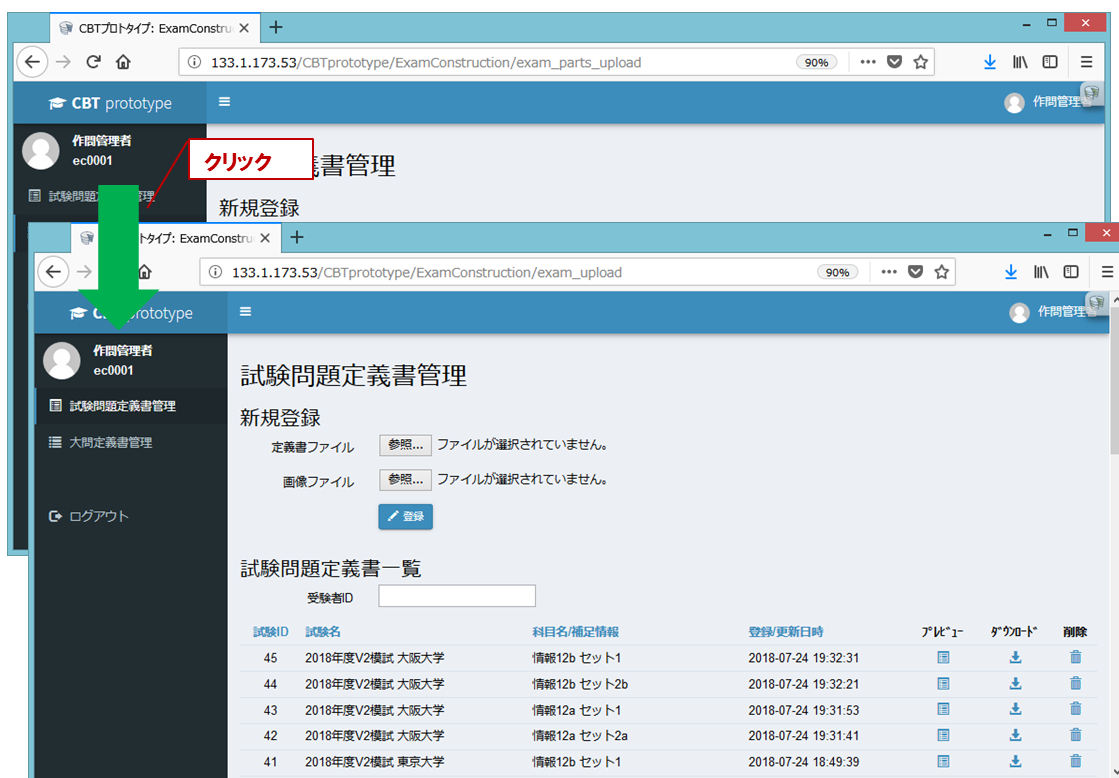 CBTプロトタイプ: ExamConstru
133.1.173.53/CBTprototype/ExamConstruction/exam_parts_upload
90%
CBT prototype
作問管理者
作問管理者
ec0001
クリック
義書管理
試験問題 管理
新規登録
トタイプ: ExamConstru
133.1.173.53/CBTprototype/ExamConstruction/exam_upload
90%
prototype
作問管理者
作問管理者
ec0001
試験問題定義書管理
大問定義書管理
ログアウト
試験問題定義書管理
新規登録
定義書ファイル 参照... ファイルが選択されていません。
画像ファイル 参照... ファイルが選択されていません。
登録
試験問題定義書一覧
受験者ID
試験ID 試験名 科目名/補足情報 登録/更新日時 プレビュー ダウンロード 削除
45 2018年度V2模試 大阪大学 情報12b セット1 2018-07-24 19:32:31
44 2018年度V2模試 大阪大学 情報12b セット2b 2018-07-24 19:32:21
43 2018年度V2模試 大阪大学 情報12a セット1 2018-07-24 19:31:53
42 2018年度V2模試 大阪大学 情報12a セット2a 2018-07-24 19:31:41
41 2018年度V2模試 東京大学 情報12b セット1 2018-07-24 18:49:39